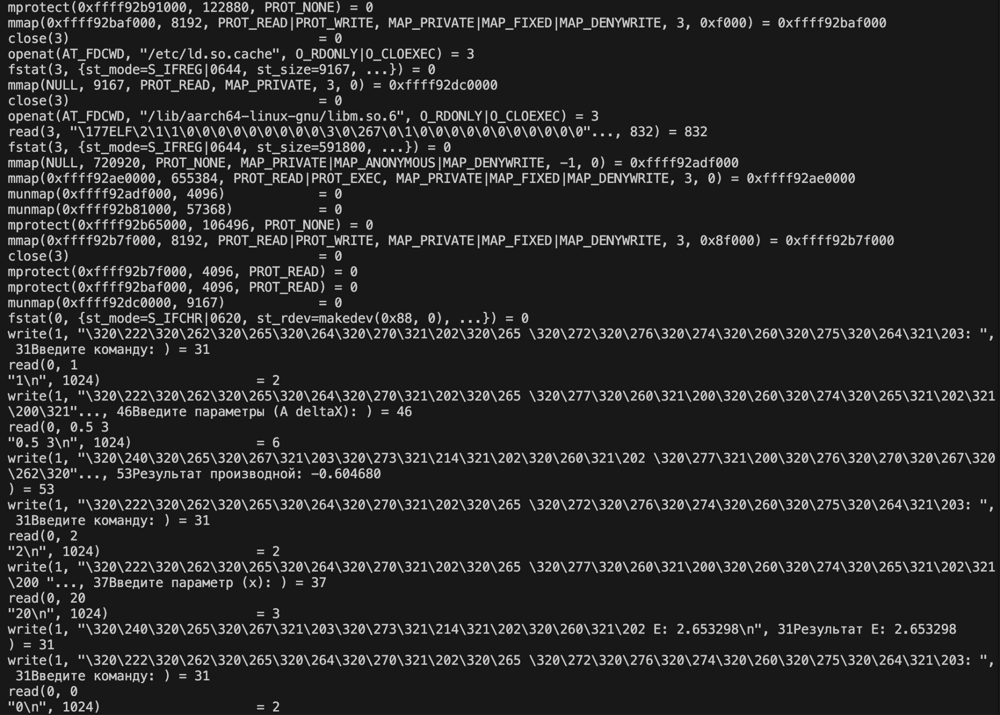 mprotect(0xffff92b91000, 122880, PROT_NONE) = 0
mmap(0xffff92baf000, 8192, PROT_READ|PROT_WRITE, MAP_PRIVATE|MAP_FIXED|MAP_DENYWRITE, 3, 0xf000) = 0xffff92baf000
close(3)                                = 0
openat(AT_FDCWD, "/etc/ld.so.cache", O_RDONLY|O_CLOEXEC) = 3
fstat(3, {st_mode=S_IFREG|0644, st_size=9167, ...}) = 0
mmap(NULL, 9167, PROT_READ, MAP_PRIVATE, 3, 0) = 0xffff92dc0000
close(3)                                = 0
openat(AT_FDCWD, "/lib/aarch64-linux-gnu/libm.so.6", O_RDONLY|O_CLOEXEC) = 3
read(3, "\177ELF\2\1\1\0\0\0\0\0\0\0\0\0\3\0\267\0\1\0\0\0\0\0\0\0\0\0\0\0"..., 832) = 832
fstat(3, {st_mode=S_IFREG|0644, st_size=591800, ...}) = 0
mmap(NULL, 720920, PROT_NONE, MAP_PRIVATE|MAP_ANONYMOUS|MAP_DENYWRITE, -1, 0) = 0xffff92adf000
mmap(0xffff92ae0000, 655384, PROT_READ|PROT_EXEC, MAP_PRIVATE|MAP_FIXED|MAP_DENYWRITE, 3, 0) = 0xffff92ae0000
munmap(0xffff92adf000, 4096)            = 0
munmap(0xffff92b81000, 57368)           = 0
mprotect(0xffff92b65000, 106496, PROT_NONE) = 0
mmap(0xffff92b7f000, 8192, PROT_READ|PROT_WRITE, MAP_PRIVATE|MAP_FIXED|MAP_DENYWRITE, 3, 0x8f000) = 0xffff92b7f000
close(3)                                = 0
mprotect(0xffff92b7f000, 4096, PROT_READ) = 0
mprotect(0xffff92baf000, 4096, PROT_READ) = 0
munmap(0xffff92dc0000, 9167)            = 0
fstat(0, {st_mode=S_IFCHR|0620, st_rdev=makedev(0x88, 0), ...}) = 0
write(1, "\320\222\320\262\320\265\320\264\320\270\321\202\320\265 \320\272\320\276\320\274\320\260\320\275\320\264\321\203: ",
 31Введите команду: ) = 31
read(0, 1
"1\n", 1024)                    = 2
write(1, "\320\222\320\262\320\265\320\264\320\270\321\202\320\265 \320\277\320\260\321\200\320\260\320\274\320\265\321\202\321
\200\321"..., 46Введите параметры (A deltaX): ) = 46
read(0, 0.5 3
"0.5 3\n", 1024)                = 6
write(1, "\320\240\320\265\320\267\321\203\320\273\321\214\321\202\320\260\321\202 \320\277\321\200\320\276\320\270\320\267\320
\262\320"..., 53Результат производной: -0.604680
) = 53
write(1, "\320\222\320\262\320\265\320\264\320\270\321\202\320\265 \320\272\320\276\320\274\320\260\320\275\320\264\321\203: ",
 31Введите команду: ) = 31
read(0, 2
"2\n", 1024)                    = 2
write(1, "\320\222\320\262\320\265\320\264\320\270\321\202\320\265 \320\277\320\260\321\200\320\260\320\274\320\265\321\202\321
\200 "..., 37Введите параметр (x): ) = 37
read(0, 20
"20\n", 1024)                   = 3
write(1, "\320\240\320\265\320\267\321\203\320\273\321\214\321\202\320\260\321\202 E: 2.653298\n", 31Результат E: 2.653298
) = 31
write(1, "\320\222\320\262\320\265\320\264\320\270\321\202\320\265 \320\272\320\276\320\274\320\260\320\275\320\264\321\203: ",
 31Введите команду: ) = 31
read(0, 0
"0\n", 1024)                    = 2